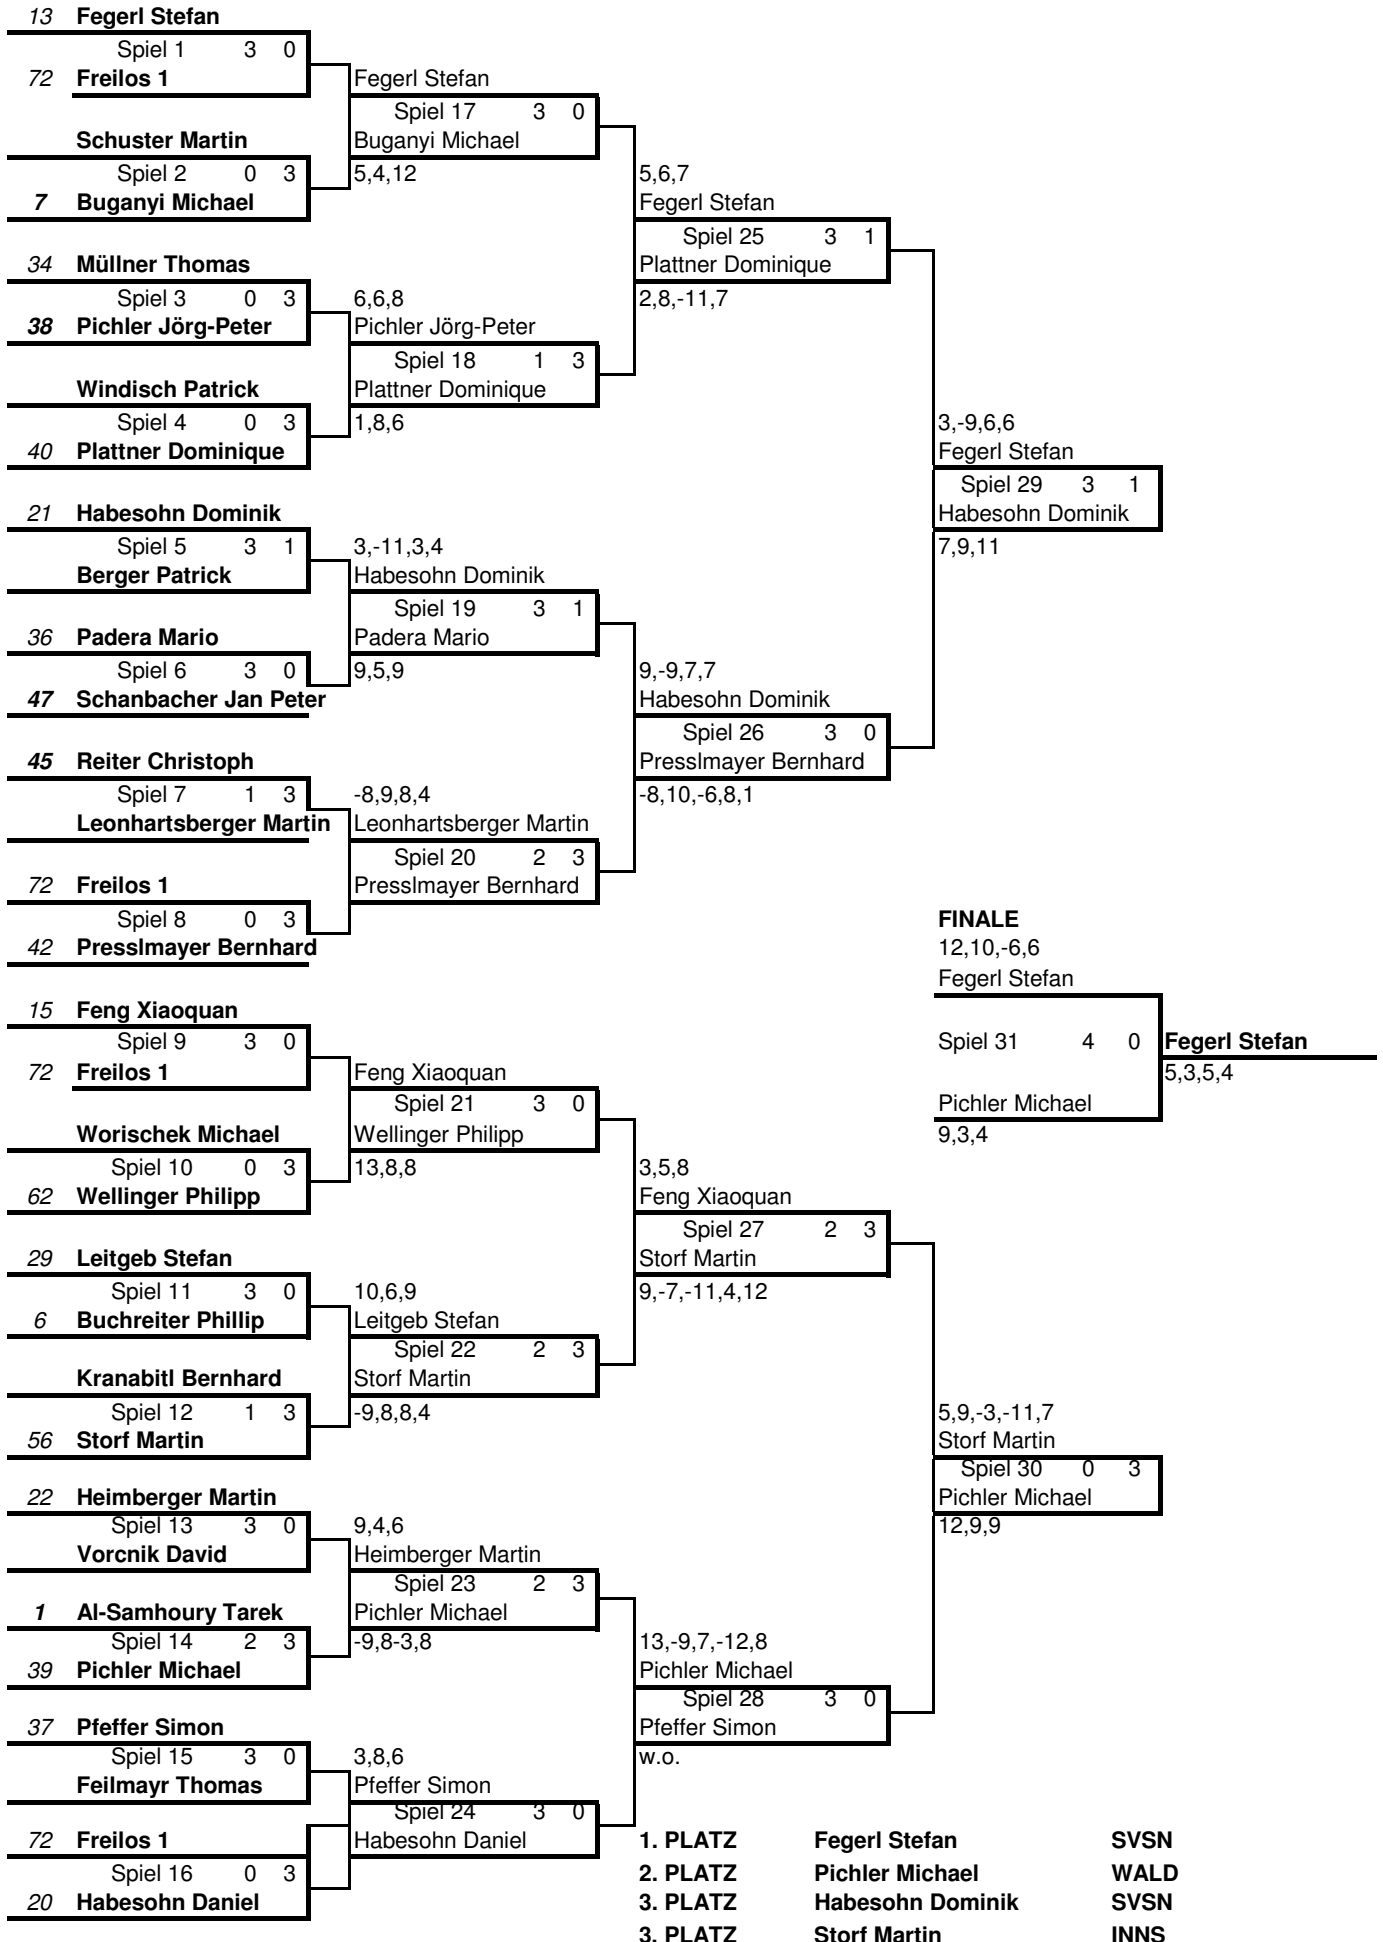 13 Fegerl Stefan
Spiel 1 3 0
72 Freilos 1 Fegerl Stefan
Spiel 17 3 0
Schuster Martin Buganyi Michael
Spiel 2 0 3 5,4,12 5,6,7
7 Buganyi Michael Fegerl Stefan
Spiel 25 3 1
34 Müllner Thomas Plattner Dominique
Spiel 3 0 3 6,6,8 2,8,-11,7
38 Pichler Jörg-Peter Pichler Jörg-Peter
Spiel 18 1 3
Windisch Patrick Plattner Dominique
Spiel 4 0 3 1,8,6 3,-9,6,6
40 Plattner Dominique Fegerl Stefan
Spiel 29 3 1
21 Habesohn Dominik Habesohn Dominik
Spiel 5 3 1 3,-11,3,4 7,9,11
Berger Patrick Habesohn Dominik
Spiel 19 3 1
36 Padera Mario Padera Mario
Spiel 6 3 0 9,5,9 9,-9,7,7
47 Schanbacher Jan Peter Habesohn Dominik
Spiel 26 3 0
45 Reiter Christoph Presslmayer Bernhard
Spiel 7 1 3 -8,9,8,4 -8,10,-6,8,1
Leonhartsberger Martin Leonhartsberger Martin
Spiel 20 2 3
72 Freilos 1 Presslmayer Bernhard
Spiel 8 0 3 FINALE
42 Presslmayer Bernhard 12,10,-6,6
Fegerl Stefan
15 Feng Xiaoquan
Spiel 9 3 0 Spiel 31 4 0 Fegerl Stefan
72 Freilos 1 Feng Xiaoquan 5,3,5,4
Spiel 21 3 0 Pichler Michael
Worischek Michael Wellinger Philipp 9,3,4
Spiel 10 0 3 13,8,8 3,5,8
62 Wellinger Philipp Feng Xiaoquan
Spiel 27 2 3
29 Leitgeb Stefan Storf Martin
Spiel 11 3 0 10,6,9 9,-7,-11,4,12
6 Buchreiter Phillip Leitgeb Stefan
Spiel 22 2 3
Kranabitl Bernhard Storf Martin
Spiel 12 1 3 -9,8,8,4 5,9,-3,-11,7
56 Storf Martin Storf Martin
Spiel 30 0 3
22 Heimberger Martin Pichler Michael
Spiel 13 3 0 9,4,6 12,9,9
Vorcnik David Heimberger Martin
Spiel 23 2 3
1 Al-Samhoury Tarek Pichler Michael
Spiel 14 2 3 -9,8-3,8 13,-9,7,-12,8
39 Pichler Michael Pichler Michael
Spiel 28 3 0
37 Pfeffer Simon Pfeffer Simon
Spiel 15 3 0 3,8,6 w.o.
Feilmayr Thomas Pfeffer Simon
Spiel 24 3 0
72 Freilos 1 Habesohn Daniel 1. PLATZ Fegerl Stefan SVSN
Spiel 16 0 3 2. PLATZ Pichler Michael WALD
20 Habesohn Daniel 3. PLATZ Habesohn Dominik SVSN
3. PLATZ Storf Martin INNS